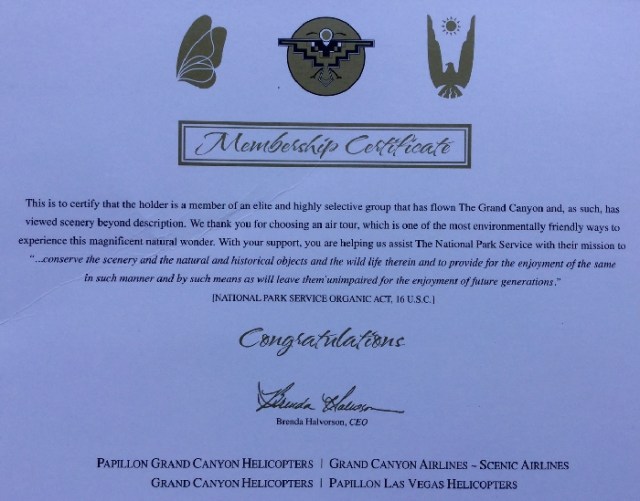 Membership Certificate
This is to certify that the holder is a member of an elite and highly selective group that has flown The Grand Canyon and, as such, has
viewed scenery beyond description. We thank you for choosing an air tour, which is one of the most environmentally friendly ways to
experience this magnificent natural wonder. With your support, you are helping us assist The National Park Service with their mission to
"...conserve the scenery and the natural and historical objects and the wild life therein and to provide for the enjoyment of the same
in such manner and by such means as will leave them unimpaired for the enjoyment of future generations."
[NATIONAL PARK SERVICE ORGANIC ACT, 16 U.S.C.]
Congratulations
Brenda Halvorson
Brenda Halvorson, CEO
PAPILLON GRAND CANYON HELICOPTERS | GRAND CANYON AIRLINES ~ SCENIC AIRLINES
GRAND CANYON HELICOPTERS | PAPILLON LAS VEGAS HELICOPTERS